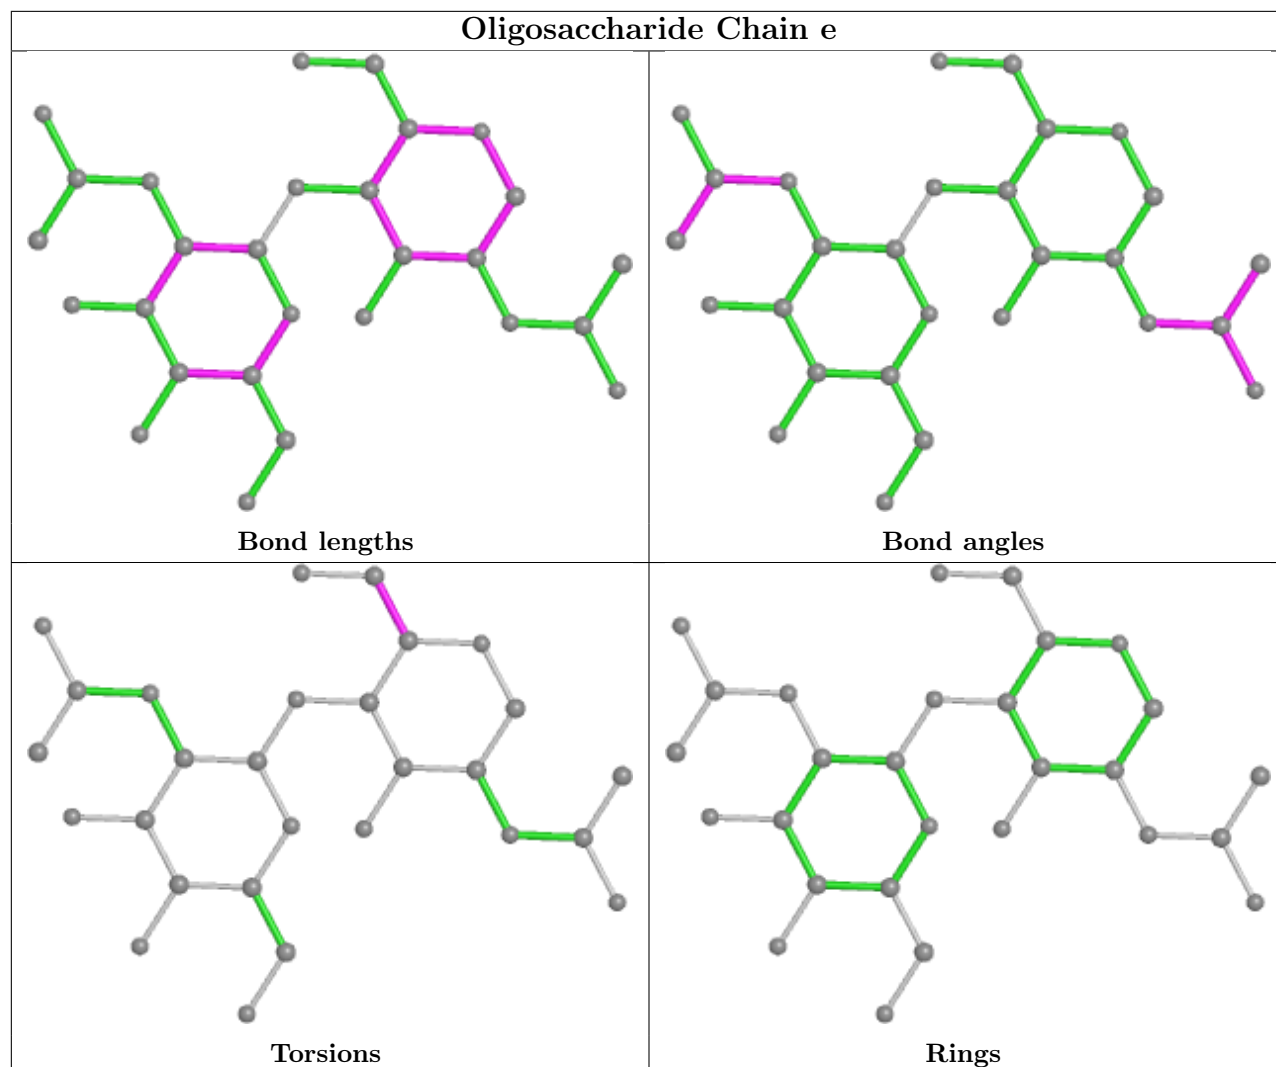 Oligosaccharide Chain e
Bond lengths
Bond angles
Torsions
Rings